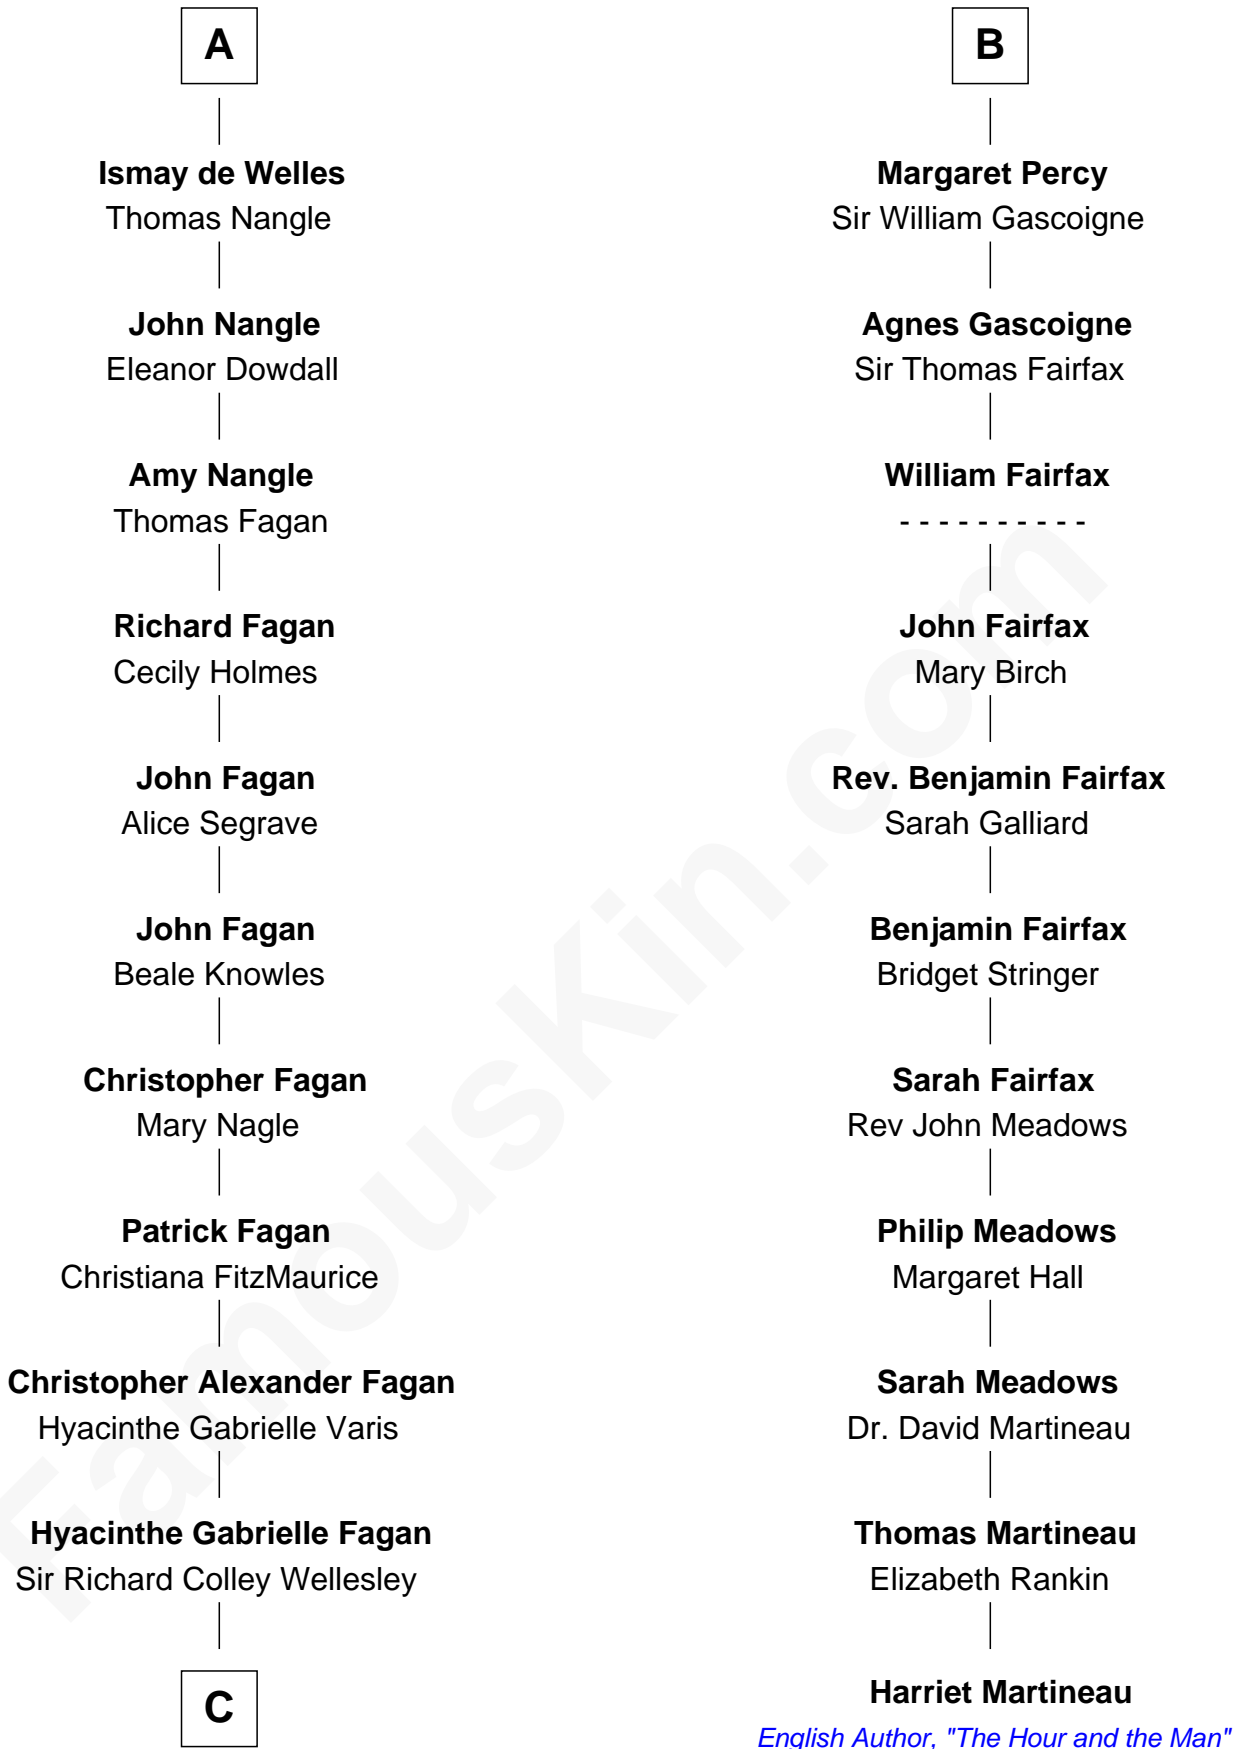 A
Ismay de Welles
Thomas Nangle
John Nangle
Eleanor Dowdall
Amy Nangle
Thomas Fagan
Richard Fagan
Cecily Holmes
John Fagan
Alice Segrave
John Fagan
Beale Knowles
Christopher Fagan
Mary Nagle
Patrick Fagan
Christiana FitzMaurice
Christopher Alexander Fagan
Hyacinthe Gabrielle Varis
Hyacinthe Gabrielle Fagan
Sir Richard Colley Wellesley
C
B
Margaret Percy
Sir William Gascoigne
Agnes Gascoigne
Sir Thomas Fairfax
William Fairfax
- - - - - - - - - -
John Fairfax
Mary Birch
Rev. Benjamin Fairfax
Sarah Galliard
Benjamin Fairfax
Bridget Stringer
Sarah Fairfax
Rev John Meadows
Philip Meadows
Margaret Hall
Sarah Meadows
Dr. David Martineau
Thomas Martineau
Elizabeth Rankin
Harriet Martineau
English Author, "The Hour and the Man"
FamousKin.com